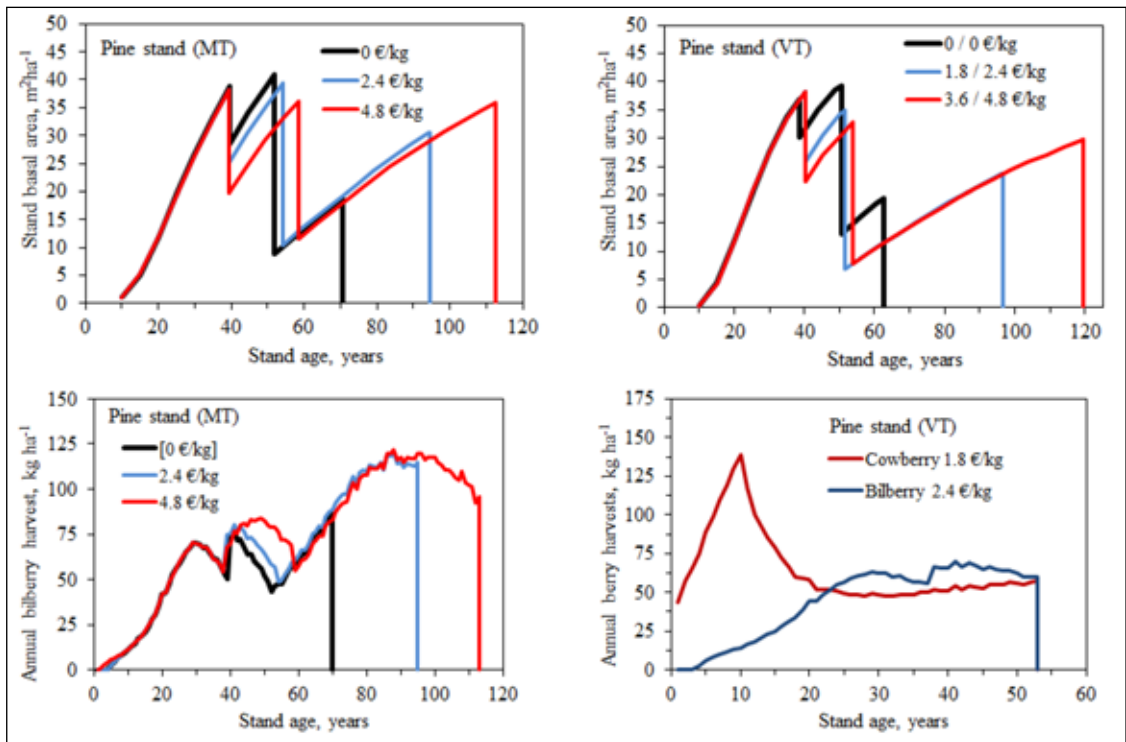 Pine stand (MT)
0 €/kg
2.4 €/kg
4.8 €/kg
Stand basal area, m²ha⁻¹
50
45
40
35
30
25
20
15
10
5
0
0 20 40 60 80 100 120
Stand age, years
Pine stand (VT)
0 / 0 €/kg
1.8 / 2.4 €/kg
3.6 / 4.8 €/kg
Stand basal area, m²ha⁻¹
50
45
40
35
30
25
20
15
10
5
0
0 20 40 60 80 100 120
Stand age, years
Pine stand (MT)
[0 €/kg]
2.4 €/kg
4.8 €/kg
Annual bilberry harvest, kg ha⁻¹
150
125
100
75
50
25
0
0 20 40 60 80 100 120
Stand age, years
Pine stand (VT)
Cowberry 1.8 €/kg
Bilberry 2.4 €/kg
Annual berry harvests, kg ha⁻¹
175
150
125
100
75
50
25
0
0 10 20 30 40 50 60
Stand age, years